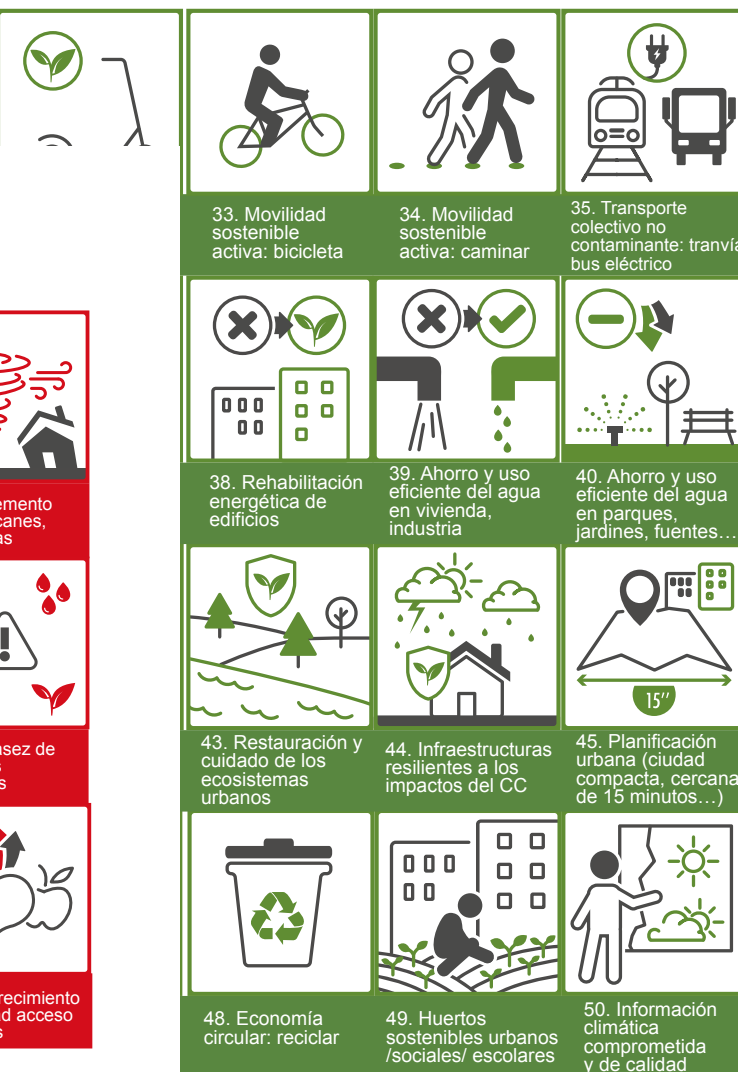 33. Movilidad
sostenible
activa: bicicleta
34. Movilidad
sostenible
activa: caminar
35. Transporte
colectivo no
contaminante: tranvía
bus eléctrico
38. Rehabilitación
energética de
edificios
39. Ahorro y uso
eficiente del agua
en vivienda,
industria
40. Ahorro y uso
eficiente del agua
en parques,
jardines, fuentes…
15’’
43. Restauración y
cuidado de los
ecosistemas
urbanos
44. Infraestructuras
resilientes a los
impactos del CC
45. Planificación
urbana (ciudad
compacta, cercana
de 15 minutos…)
48. Economía
circular: reciclar
49. Huertos
sostenibles urbanos
/sociales/ escolares
50. Información
climática
comprometida
y de calidad
de
acceso